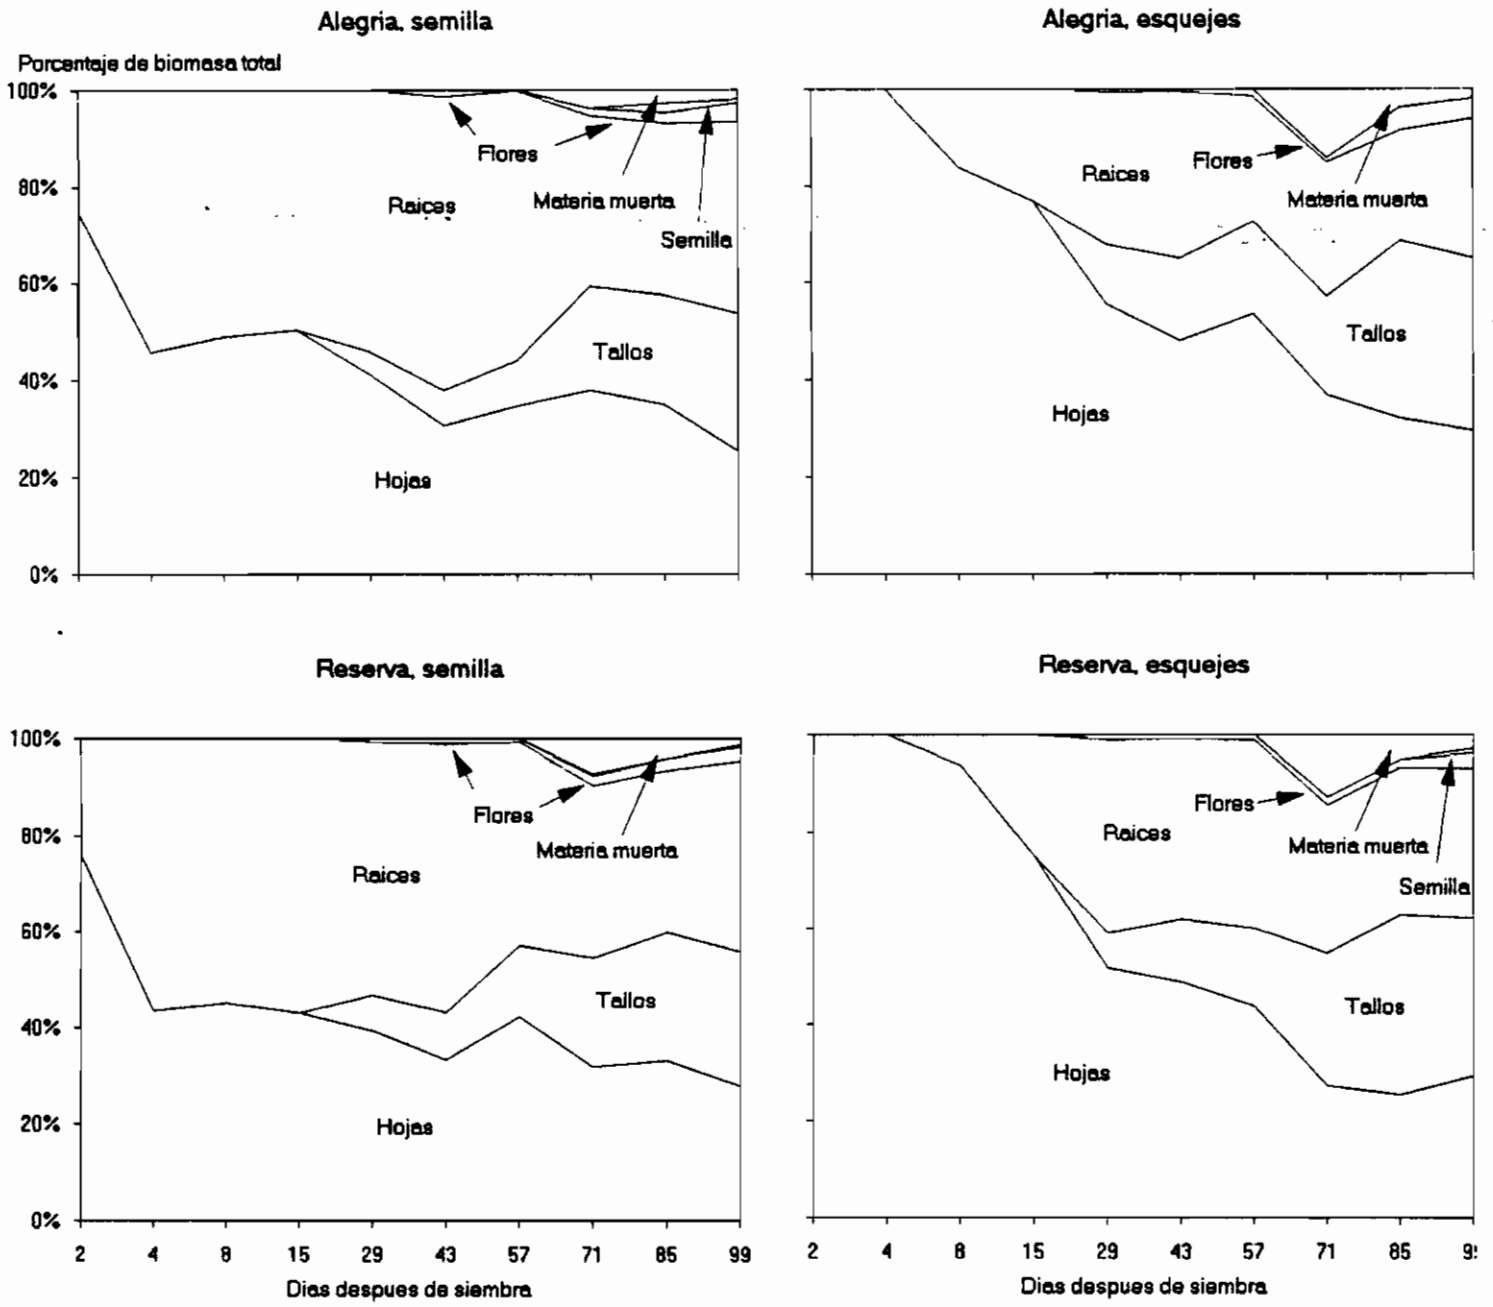 Alegria, semilla
Porcentaje de biomasa total
100%
80%
60%
40%
20%
0%
Flores
Raices
Materia muerta
Semilla
Tallos
Hojas
Alegria, esquejes
Flores
Raices
Materia muerta
Tallos
Hojas
Reserva, semilla
100%
80%
60%
40%
20%
0%
Flores
Materia muerta
Raices
Tallos
Hojas
2 4 8 15 29 43 57 71 85 99
Dias despues de siembra
Reserva, esquejes
Flores
Raices
Materia muerta
Semilla
Tallos
Hojas
2 4 8 15 29 43 57 71 85
Dias despues de siembra